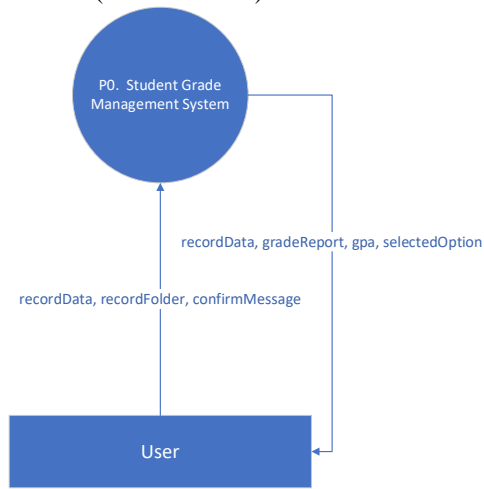 P0. Student Grade
Management System
recordData, gradeReport, gpa, selectedOption
recordData, recordFolder, confirmMessage
User